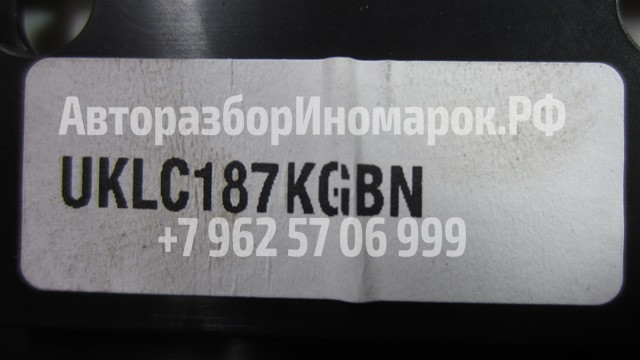 АвторазборИномарок.РФ
UKLC187KGBN
+7 962 57 06 999